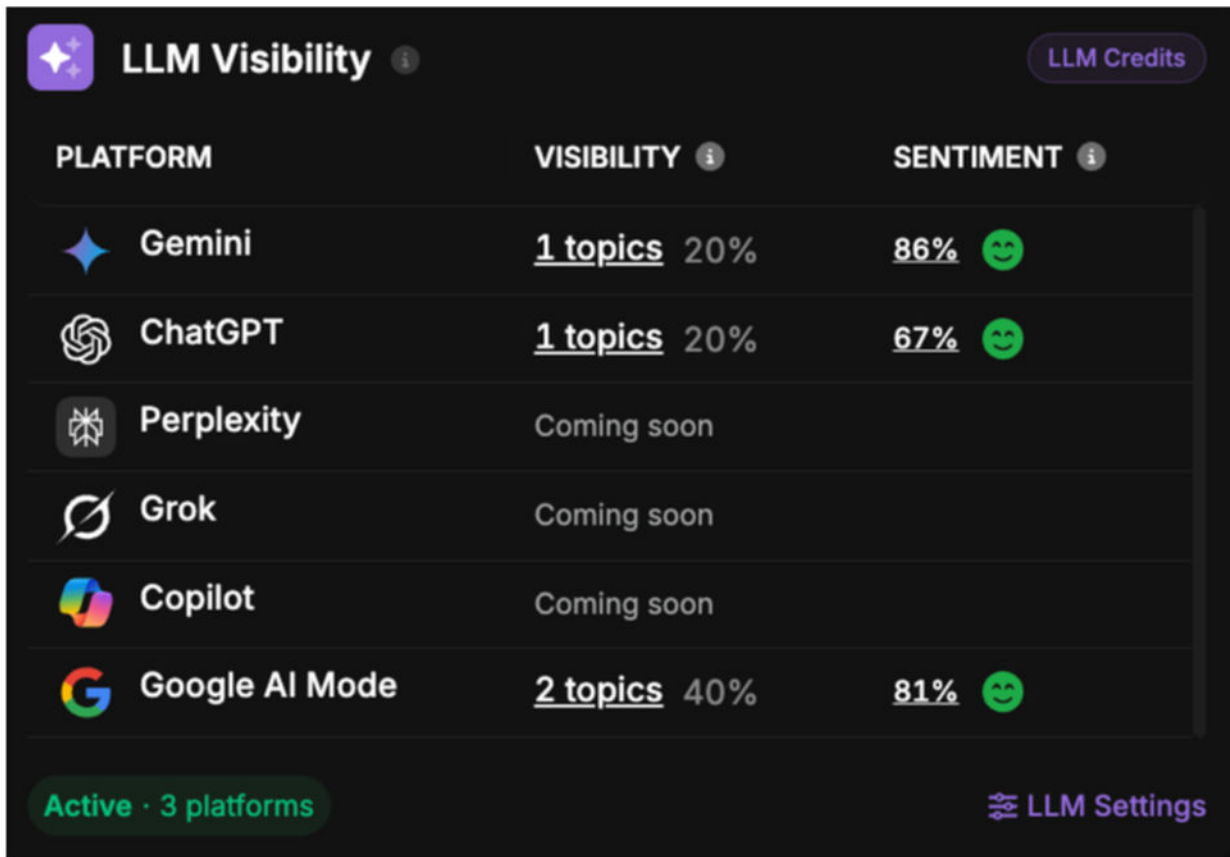 LLM Visibility LLM Credits
PLATFORM VISIBILITY SENTIMENT
Gemini 1 topics 20% 86%
ChatGPT 1 topics 20% 67%
Perplexity Coming soon
Grok Coming soon
Copilot Coming soon
Google AI Mode 2 topics 40% 81%
Active · 3 platforms LLM Settings